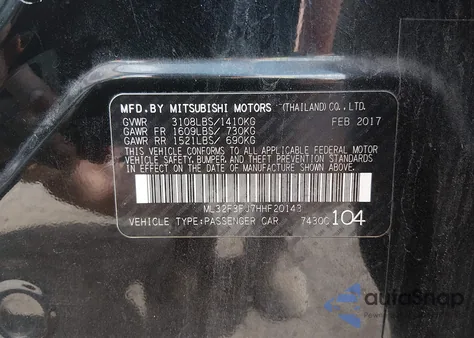 MFD.BY MITSUBISHI MOTORS (THAILAND) CO., LTD.
GVWR 3108LBS/1410KG FEB 2017
GAWR FR 1609LBS/ 730KG
GAWR RR 1521LBS/ 690KG
THIS VEHICLE CONFORMS TO ALL APPLICABLE FEDERAL MOTOR
VEHICLE SAFETY, BUMPER, AND THEFT PREVENTION STANDARDS
IN EFFECT ON THE DATE OF MANUFACTURE SHOWN ABOVE.
VEHICLE TYPE:PASSENGER CAR 7430C 104
autoSnap